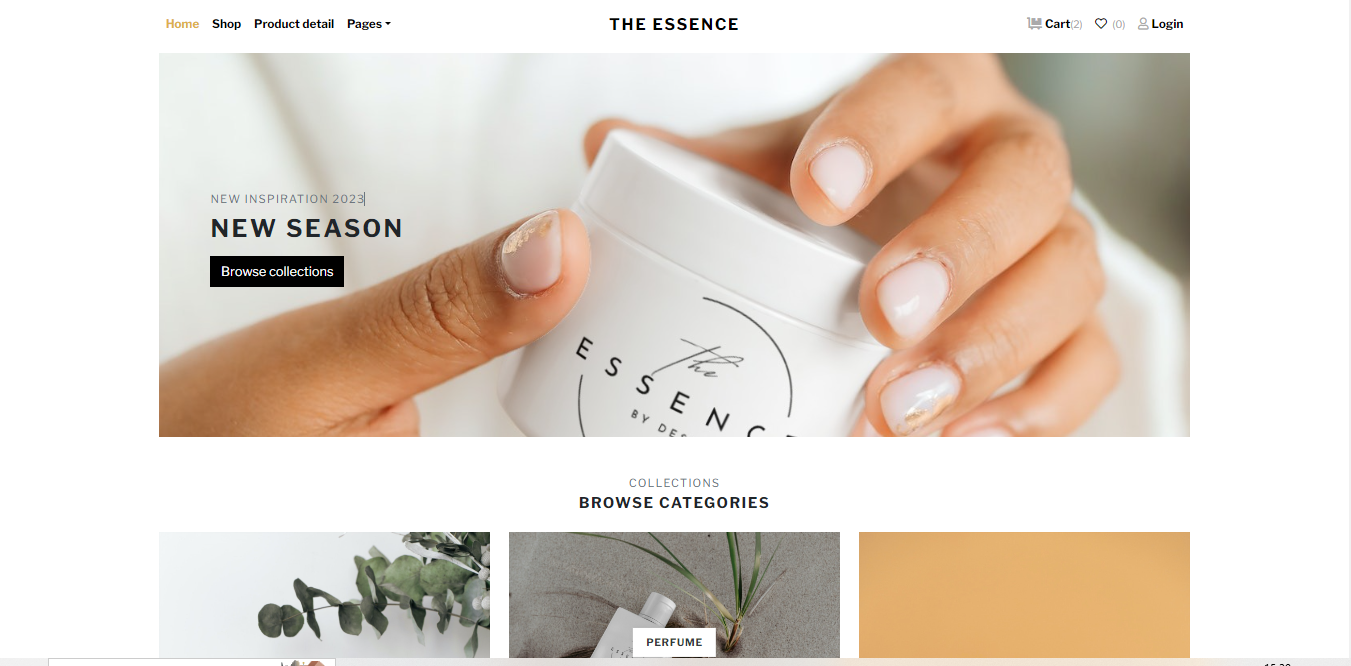 Home Shop Product detail Pages THE ESSENCE Cart(2) (0) Login
NEW INSPIRATION 2023
NEW SEASON
Browse collections
the
ESSENC
BY DES
COLLECTIONS
BROWSE CATEGORIES
PERFUME